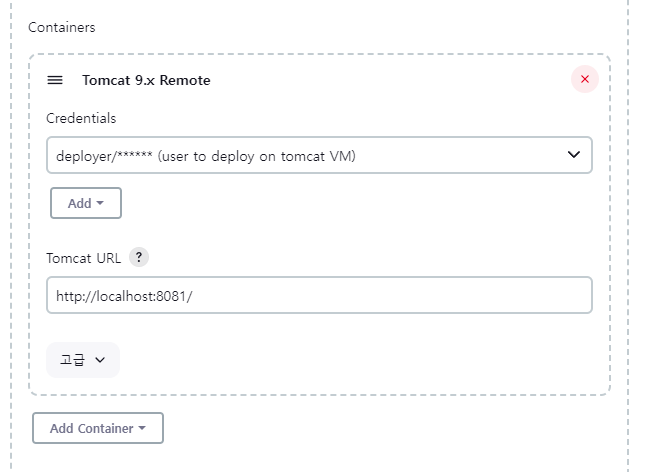 Containers
Tomcat 9.x Remote
Credentials
deployer/****** (user to deploy on tomcat VM)
Add
Tomcat URL ?
http://localhost:8081/
고급
Add Container